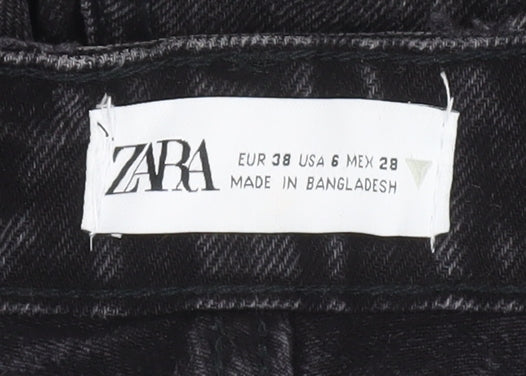 ZARA
EUR 38 USA 6 MEX 28
MADE IN BANGLADESH